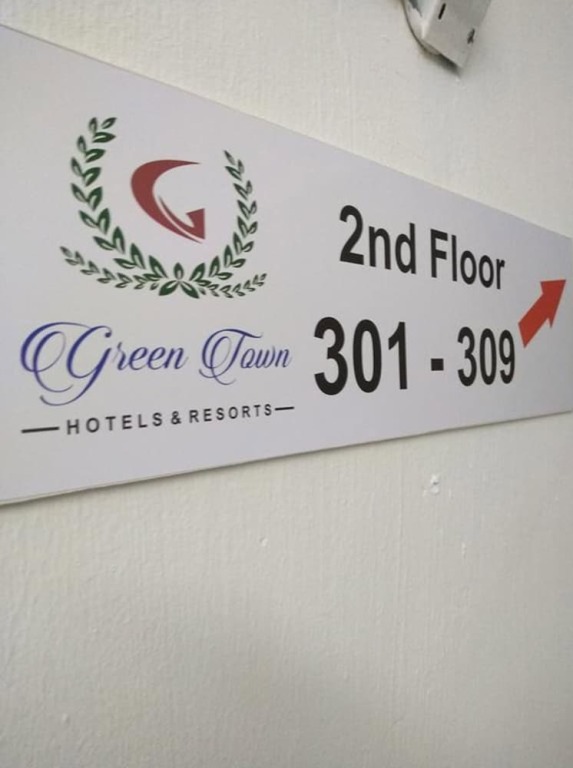 Green Town
HOTELS & RESORTS
2nd Floor
301 - 309